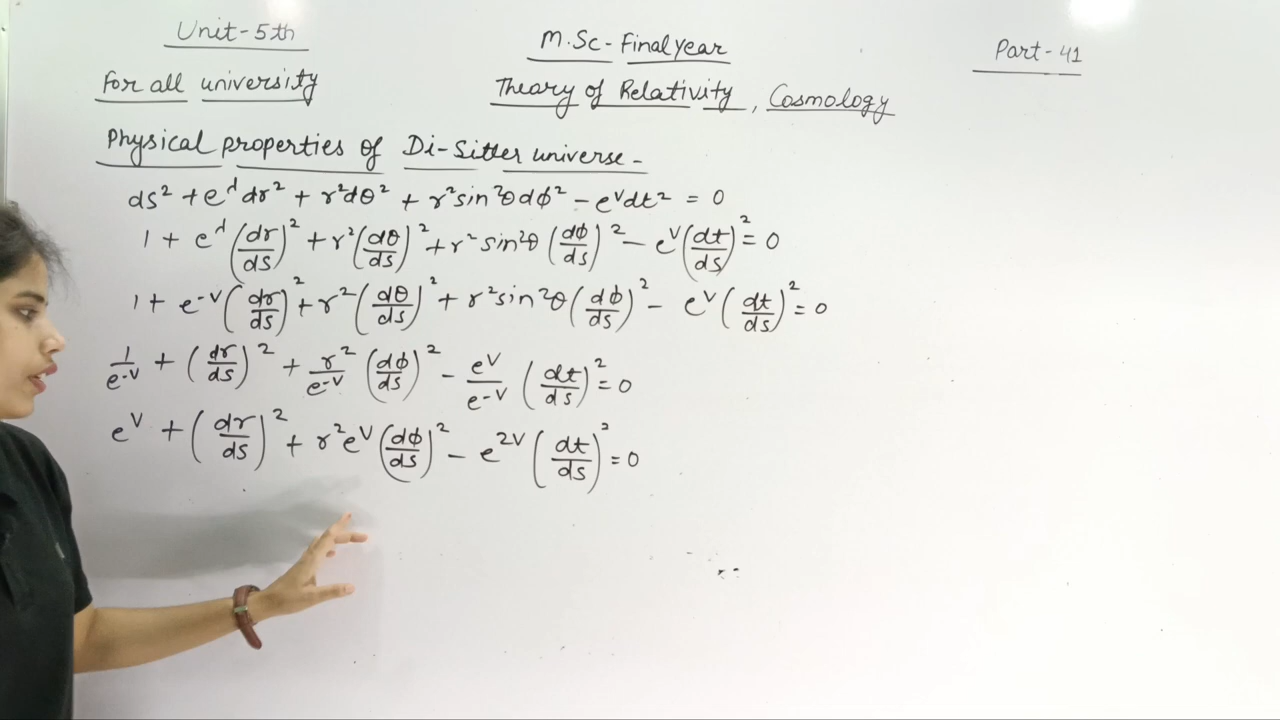 Unit-5th
M.Sc-Final year
Part-41
For all university
Theory of Relativity, Cosmology
Physical properties of Di-Sitter universe-
ds² + e^λ dr² + r²dθ² + r²sin²θdϕ² - e^ν dt² = 0
1 + e^λ (dr/ds)² + r²(dθ/ds)² + r² sin²θ (dϕ/ds)² - e^ν (dt/ds)² = 0
1 + e^-ν (dr/ds)² + r² (dθ/ds)² + r²sin²θ (dϕ/ds)² - e^ν (dt/ds)² = 0
1/e^-ν + (dr/ds)² + r²/e^-ν (dϕ/ds)² - e^ν/e^-ν (dt/ds)² = 0
e^ν + (dr/ds)² + r²e^ν (dϕ/ds)² - e^2ν (dt/ds)² = 0